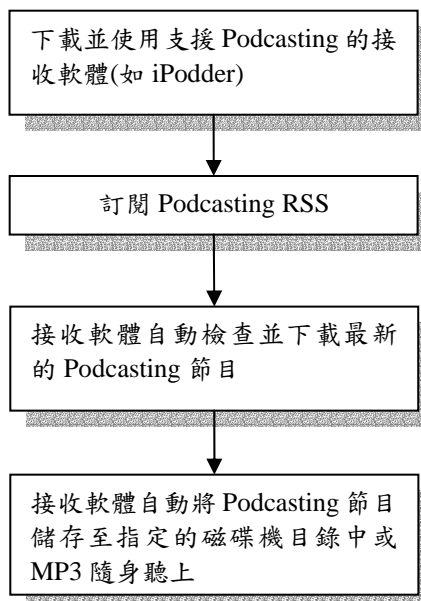 下載並使用支援 Podcasting 的接
收軟體(如 iPodder)
訂閱 Podcasting RSS
接收軟體自動檢查並下載最新
的 Podcasting 節目
接收軟體自動將 Podcasting 節目
儲存至指定的磁碟機目錄中或
MP3 隨身聽上